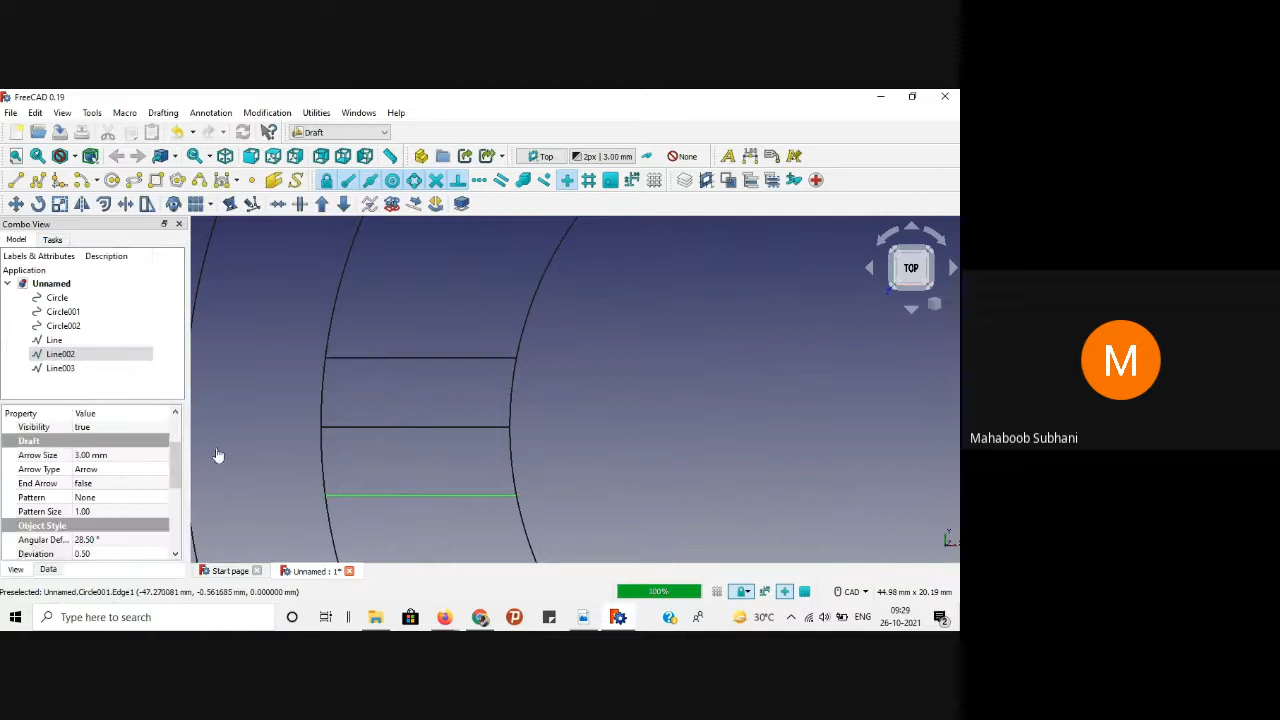 FreeCAD 0.19
File Edit View Tools Macro Drafting Annotation Modification Utilities Windows Help
Draft
Top 2px | 3.00 mm None
Combo View
Model Tasks
Labels & Attributes Description
Application
Unnamed
Circle
Circle001
Circle002
Line
Line002
Line003
Property Value
Visibility true
Draft
Arrow Size 3.00 mm
Arrow Type Arrow
End Arrow false
Pattern None
Pattern Size 1.00
Object Style
Angular Def... 28.50 °
Deviation 0.50
View Data
TOP
Y
Start page Unnamed : 1*
Preselected: Unnamed.Circle001.Edge1 (-47.270081 mm, -0.561685 mm, 0.000000 mm)
100%
CAD 44.98 mm x 20.19 mm
Type here to search
30°C ENG
09:29
26-10-2021
2
M
Mahaboob Subhani